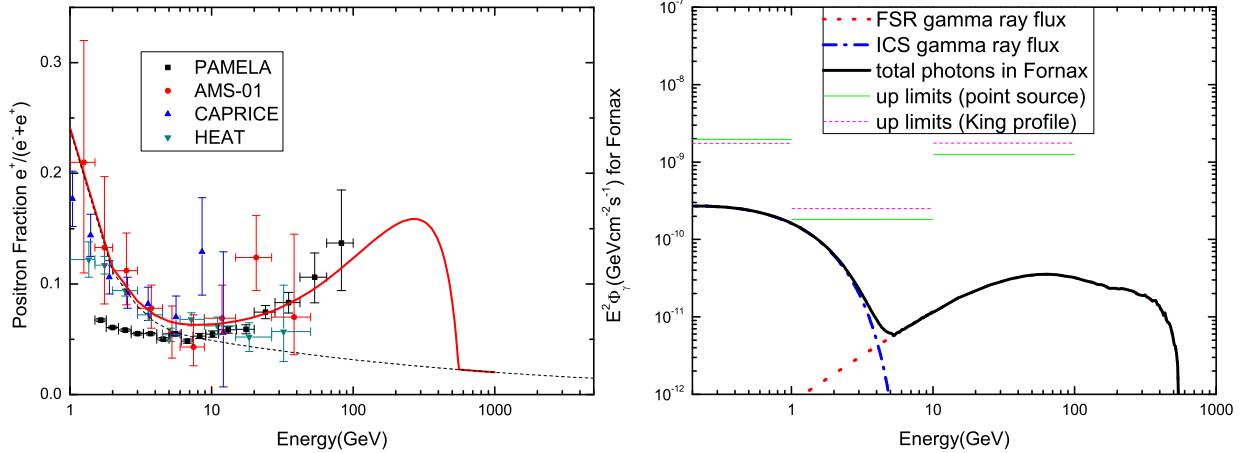 0.3
0.2
0.1
0.0
Positron Fraction e⁺/(e⁻+e⁺)
PAMELA
AMS-01
CAPRICE
HEAT
1
10
100
1000
Energy(GeV)
10⁻⁷
10⁻⁸
10⁻⁹
10⁻¹⁰
10⁻¹¹
10⁻¹²
E²Φγ(GeVcm⁻²s⁻¹) for Fornax
FSR gamma ray flux
ICS gamma ray flux
total photons in Fornax
up limits (point source)
up limits (King profile)
1
10
100
1000
Energy(GeV)